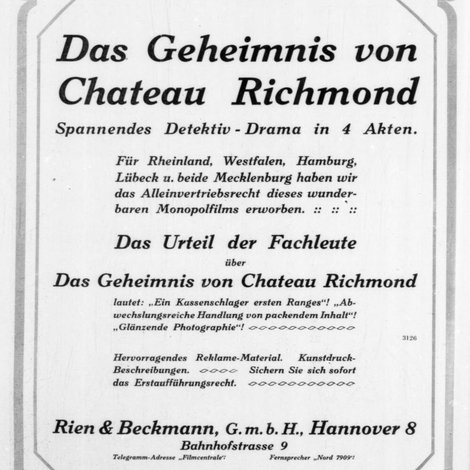 Das Geheimnis von
Chateau Richmond
Spannendes Detektiv - Drama in 4 Akten.
Für Rheinland, Westfalen, Hamburg,
Lübeck u. beide Mecklenburg haben wir
das Alleinvertriebsrecht dieses wunder-
baren Monopolfilms erworben. :: :: ::
Das Urteil der Fachleute
über
Das Geheimnis von Chateau Richmond
lautet: „Ein Kassenschlager ersten Ranges“! „Ab-
wechslungsreiche Handlung von packendem Inhalt“!
„Glänzende Photographie“!
3126
Hervorragendes Reklame-Material. Kunstdruck-
Beschreibungen. Sichern Sie sich sofort
das Erstaufführungsrecht.
Rien & Beckmann, G. m. b. H., Hannover 8
Bahnhofstrasse 9
Telegramm-Adresse „Filmcentrale“. Fernsprecher „Nord 7909“.